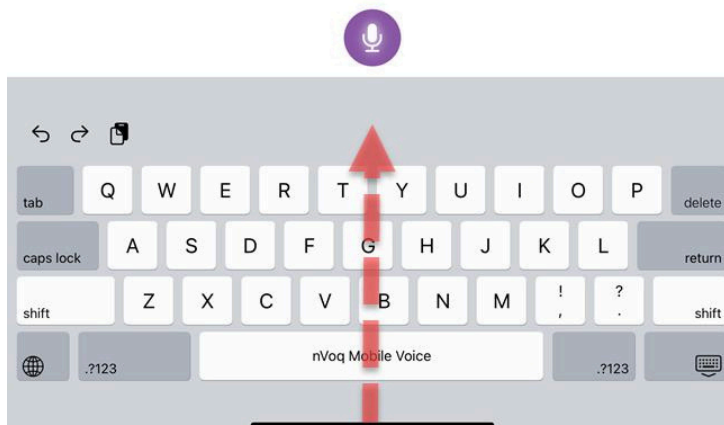 tab Q W E R T Y U I O P delete
caps lock A S D F G H J K L return
shift Z X C V B N M ! , ? . shift
.?123 nVoq Mobile Voice .?123